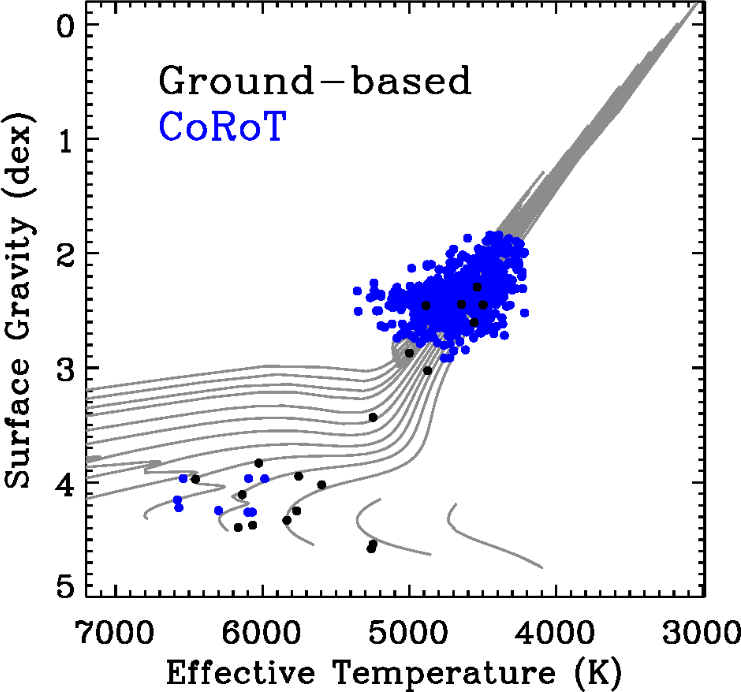 Ground-based
CoRoT
Surface Gravity (dex)
0
1
2
3
4
5
7000 6000 5000 4000 3000
Effective Temperature (K)